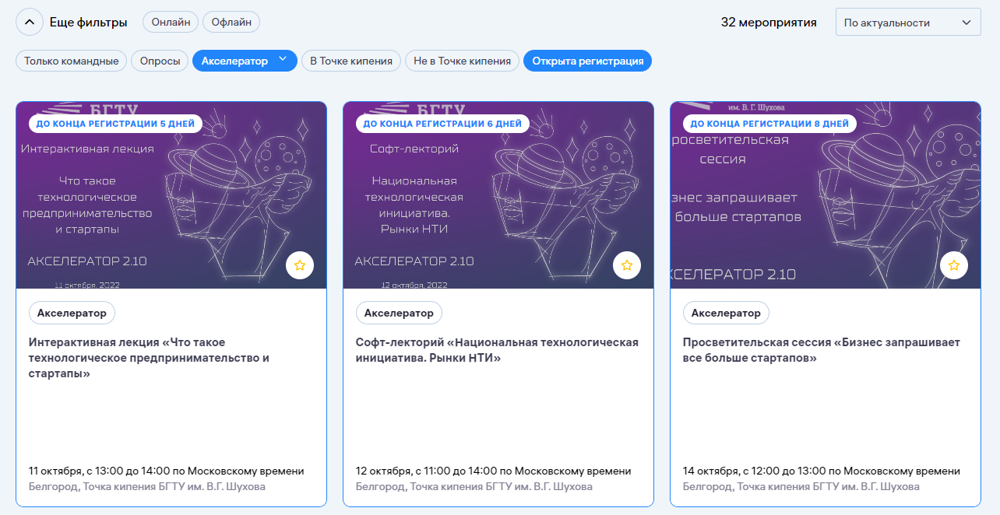 Еще фильтры
Онлайн
Офлайн
32 мероприятия
По актуальности
Только командные
Опросы
Акселератор
В Точке кипения
Не в Точке кипения
Открыта регистрация
БГТУ
ДО КОНЦА РЕГИСТРАЦИИ 5 ДНЕЙ
Интерактивная лекция
Что такое
технологическое
предпринимательство
и стартапы
АКСЕЛЕРАТОР 2.10
11 октября, 2022
Акселератор
Интерактивная лекция «Что такое
технологическое предпринимательство и
стартапы»
11 октября, с 13:00 до 14:00 по Московскому времени
Белгород, Точка кипения БГТУ им. В.Г. Шухова
БГТУ
ДО КОНЦА РЕГИСТРАЦИИ 6 ДНЕЙ
Софт-лекторий
Национальная
технологическая
инициатива.
Рынки НТИ
АКСЕЛЕРАТОР 2.10
12 октября, 2022
Акселератор
Софт-лекторий «Национальная технологическая
инициатива. Рынки НТИ»
12 октября, с 11:00 до 14:00 по Московскому времени
Белгород, Точка кипения БГТУ им. В.Г. Шухова
им. В. Г. Шухова
ДО КОНЦА РЕГИСТРАЦИИ 8 ДНЕЙ
росветительская
сессия
знес запрашивает
больше стартапов
КСЕЛЕРАТОР 2.10
Акселератор
Просветительская сессия «Бизнес запрашивает
все больше стартапов»
14 октября, с 12:00 до 13:00 по Московскому времени
Белгород, Точка кипения БГТУ им. В.Г. Шухова